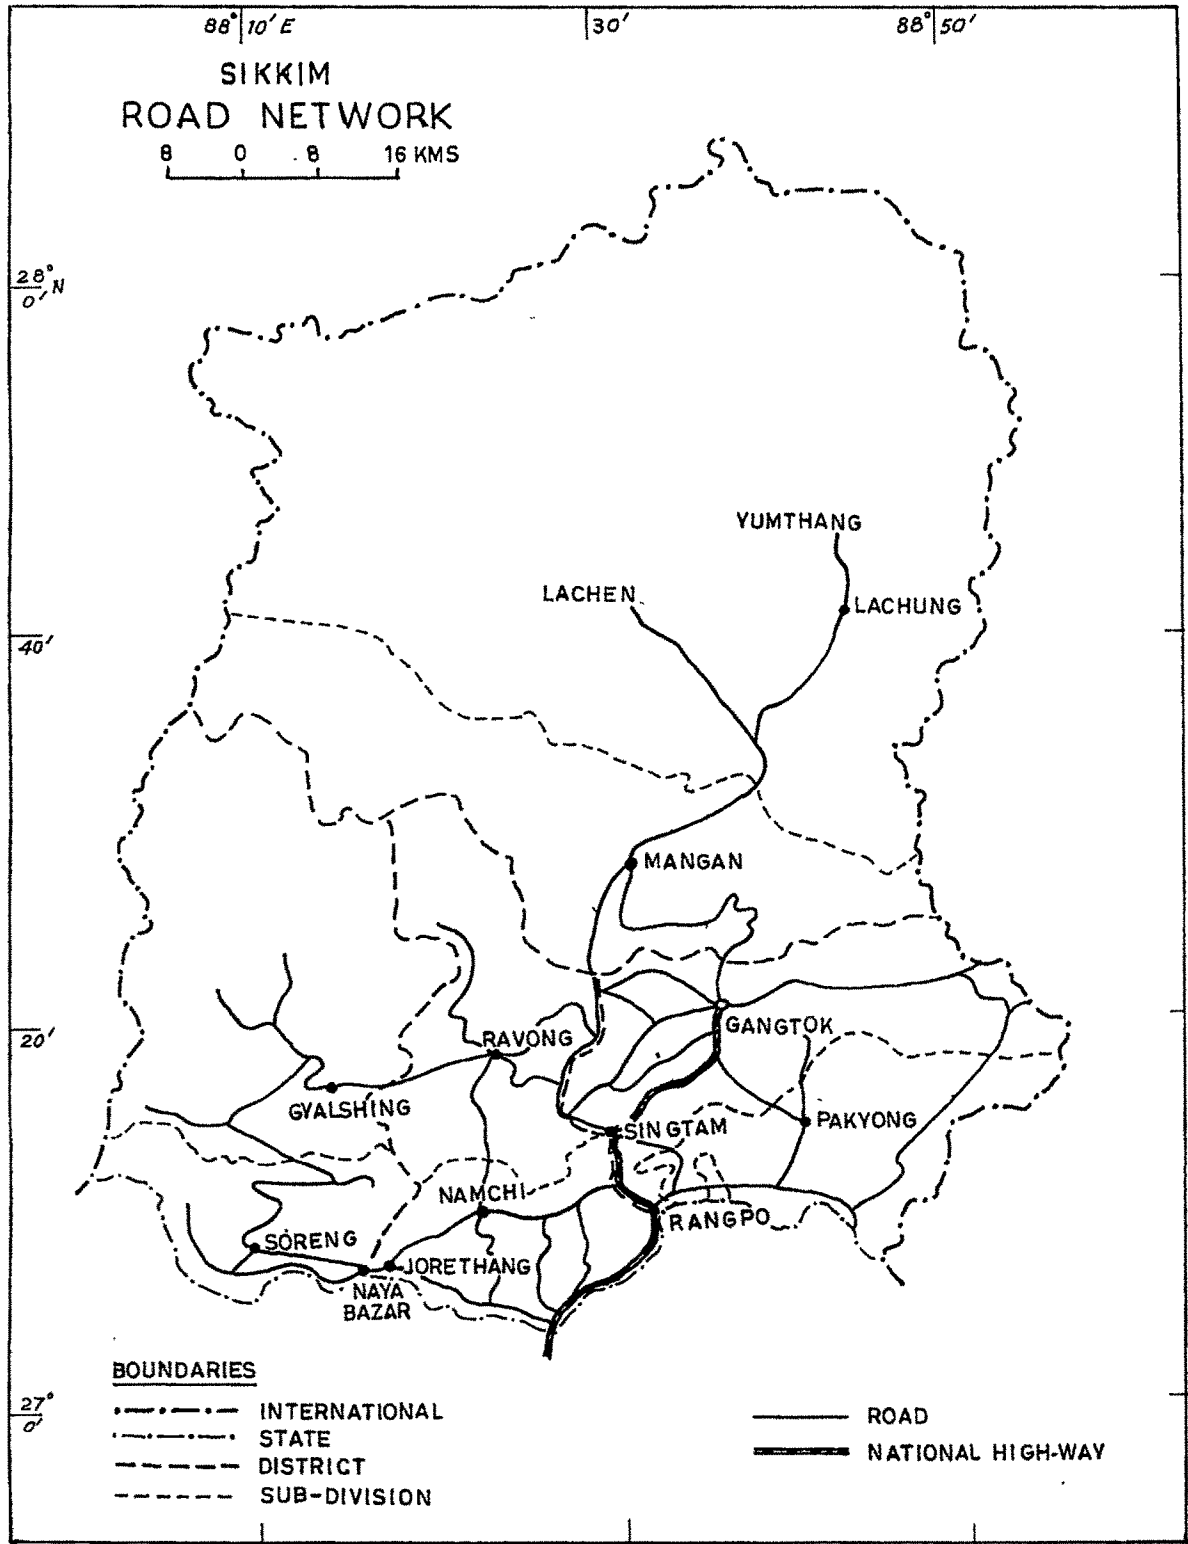 88° 10' E
30'
88° 50'
SIKKIM
ROAD NETWORK
8 0 8 16 KMS
28°
0' N
YUMTHANG
LACHEN
LACHUNG
40'
MANGAN
GANGTOK
20'
RAVONG
GYALSHING
PAKYONG
SINGTAM
NAMCHI
RANGPO
SORENG
JORETHANG
NAYA
BAZAR
BOUNDARIES
27°
0'
INTERNATIONAL
STATE
DISTRICT
SUB-DIVISION
ROAD
NATIONAL HIGH-WAY